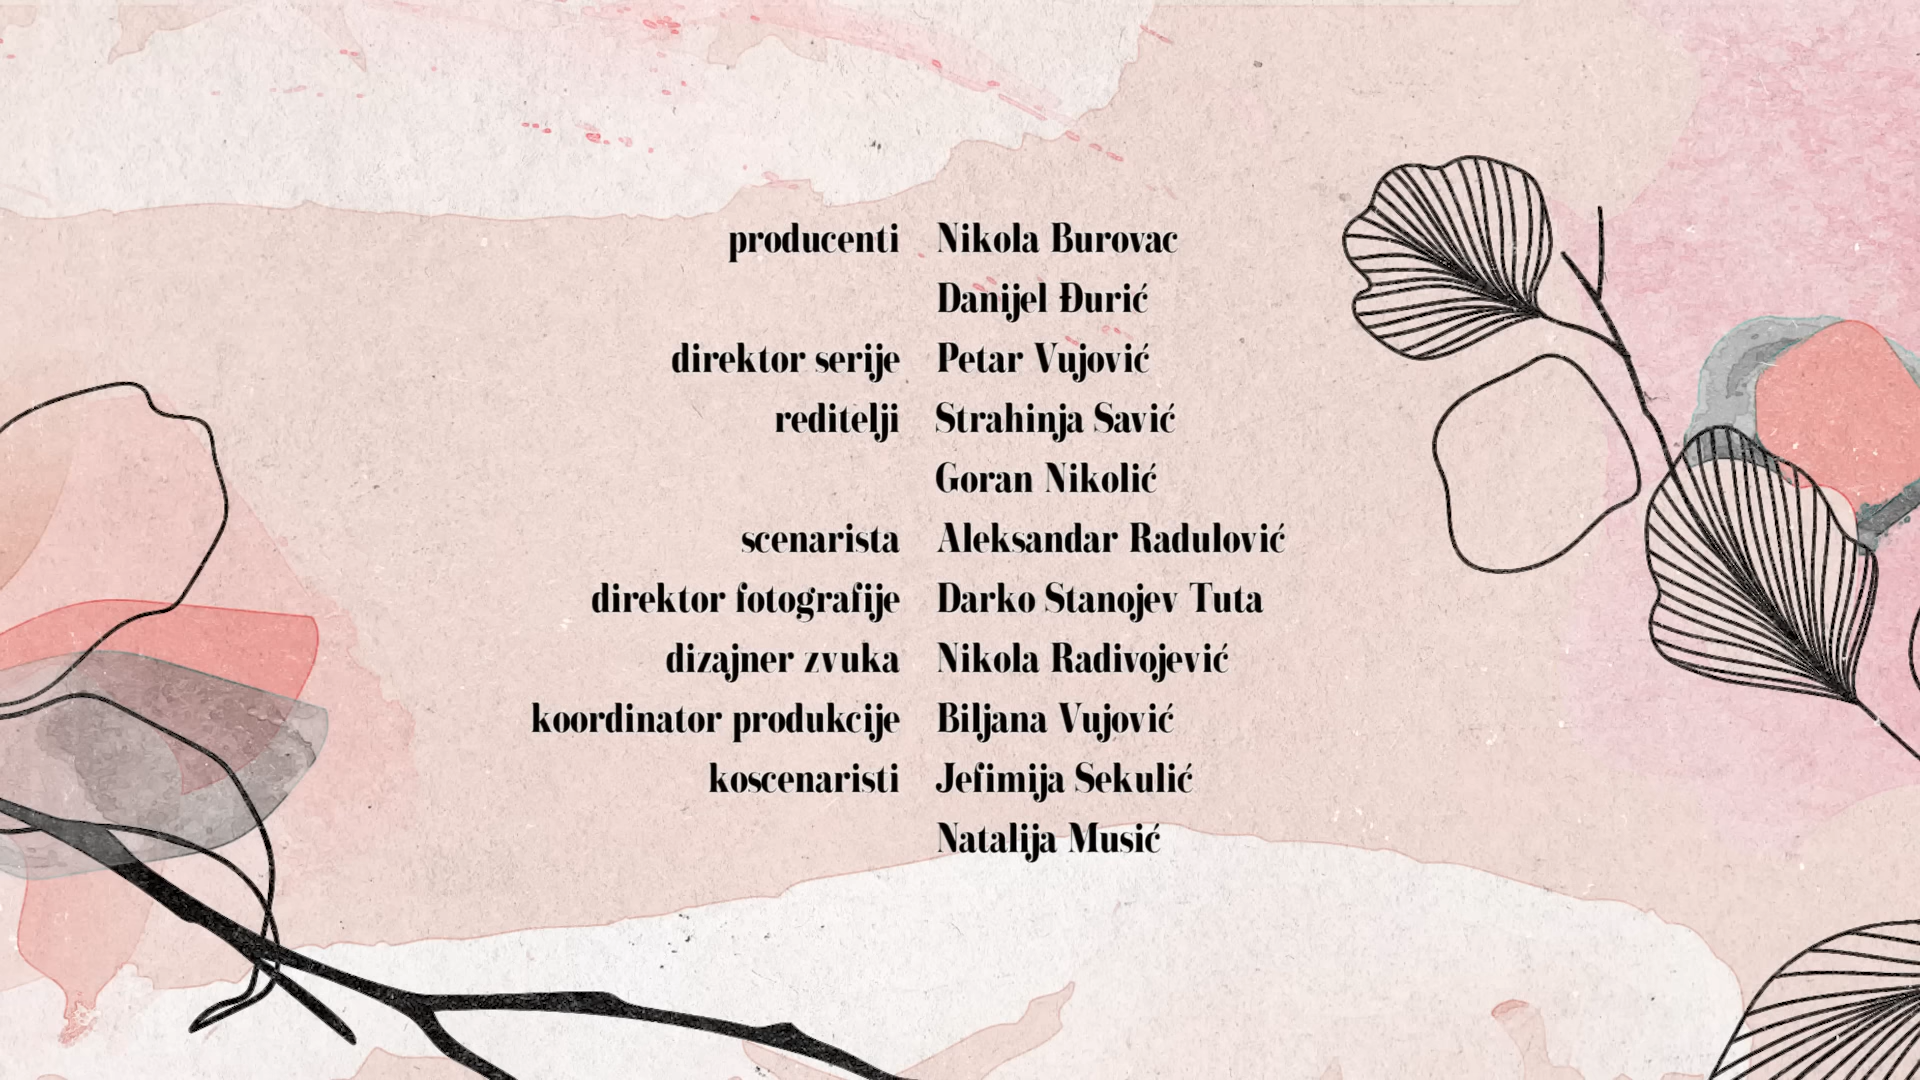 producenti Nikola Burovac
Danijel Đurić
direktor serije Petar Vujović
reditelji Strahinja Savić
Goran Nikolić
scenarista Aleksandar Radulović
direktor fotografije Darko Stanojev Tuta
dizajner zvuka Nikola Radivojević
koordinator produkcije Biljana Vujović
koscenaristi Jefimija Sekulić
Natalija Musić